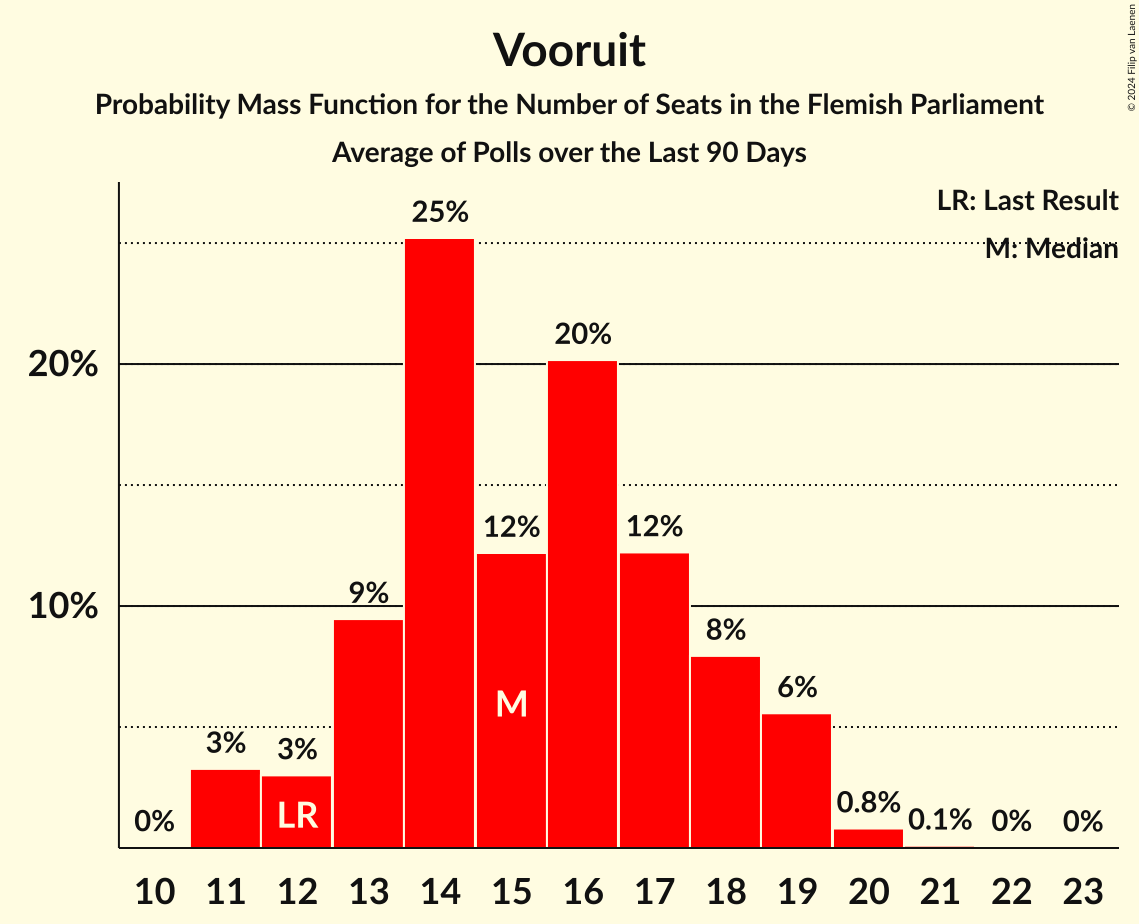 Vooruit
Probability Mass Function for the Number of Seats in the Flemish Parliament
Average of Polls over the Last 90 Days
© 2024 Filip van Laenen
LR: Last Result
M: Median
20%
10%
0%
3%
3%
9%
25%
12%
20%
12%
8%
6%
0.8%
0.1%
0%
0%
LR
M
10 11 12 13 14 15 16 17 18 19 20 21 22 23